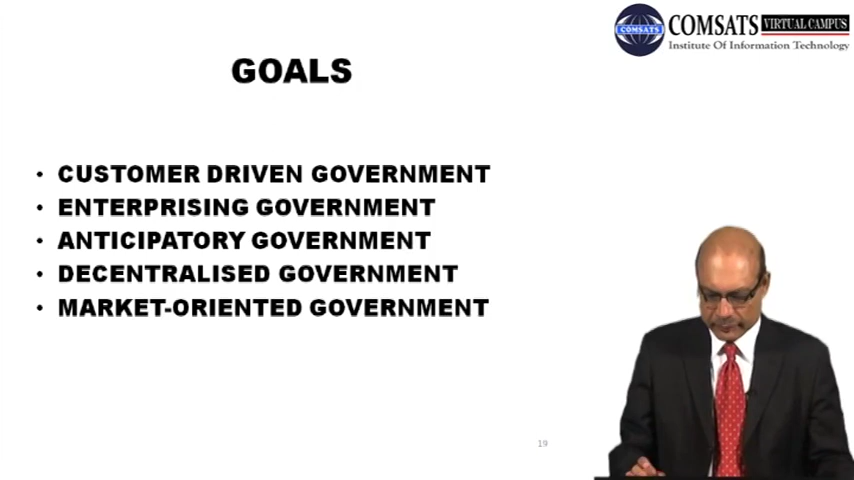 COMSATS VIRTUAL CAMPUS
COMSATS
Institute Of Information Technology
GOALS
• CUSTOMER DRIVEN GOVERNMENT
• ENTERPRISING GOVERNMENT
• ANTICIPATORY GOVERNMENT
• DECENTRALISED GOVERNMENT
• MARKET-ORIENTED GOVERNMENT
19